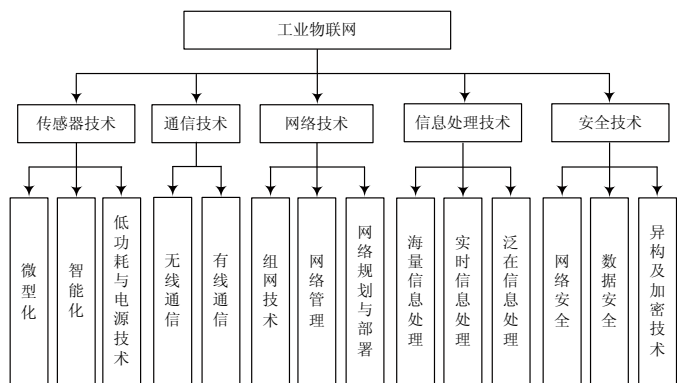 工业物联网
传感器技术
通信技术
网络技术
信息处理技术
安全技术
微型化
智能化
低功耗与电源技术
无线通信
有线通信
组网技术
网络管理
网络规划与部署
海量信息处理
实时信息处理
泛在信息处理
网络安全
数据安全
异构及加密技术